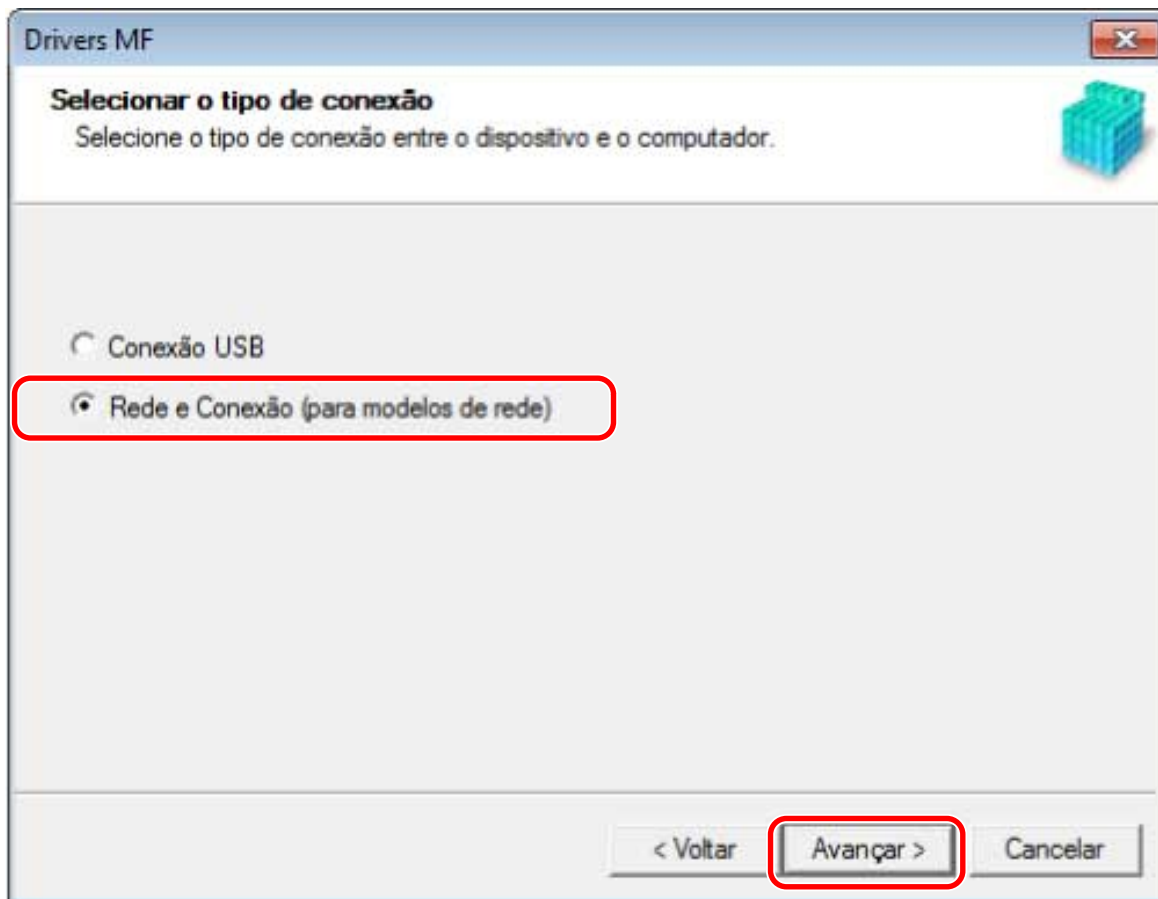 Drivers MF
Selecionar o tipo de conexão
Selecione o tipo de conexão entre o dispositivo e o computador.
Conexão USB
Rede e Conexão (para modelos de rede)
< Voltar
Avançar >
Cancelar